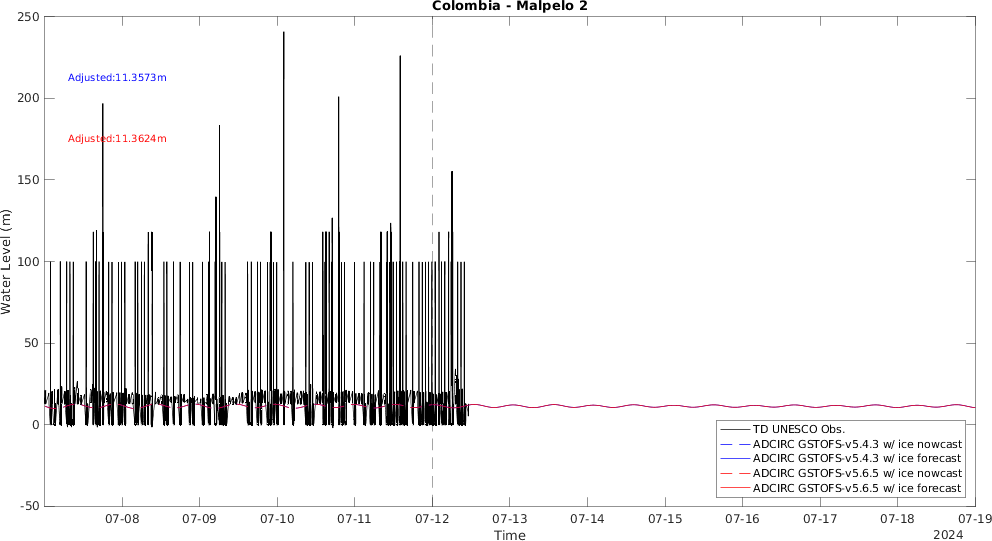 Colombia - Malpelo 2
250
200
150
100
50
0
-50
Water Level (m)
Adjusted:11.3573m
Adjusted:11.3624m
TD UNESCO Obs.
ADCIRC GSTOFS-v5.4.3 w/ ice nowcast
ADCIRC GSTOFS-v5.4.3 w/ ice forecast
ADCIRC GSTOFS-v5.6.5 w/ ice nowcast
ADCIRC GSTOFS-v5.6.5 w/ ice forecast
07-08 07-09 07-10 07-11 07-12 07-13 07-14 07-15 07-16 07-17 07-18 07-19
Time
2024